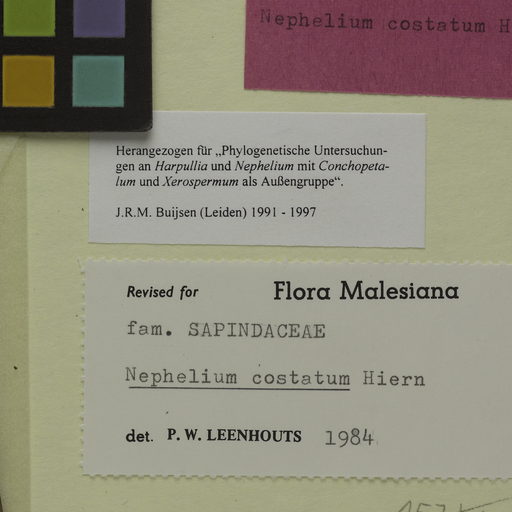 Nephelium costatum H
Herangezogen für „Phylogenetische Untersuchun-
gen an Harpullia und Nephelium mit Conchopeta-
lum und Xerospermum als Außengruppe“.
J.R.M. Buijsen (Leiden) 1991 - 1997
Revised for Flora Malesiana
fam. SAPINDACEAE
Nephelium costatum Hiern
det. P. W. LEENHOUTS 1984